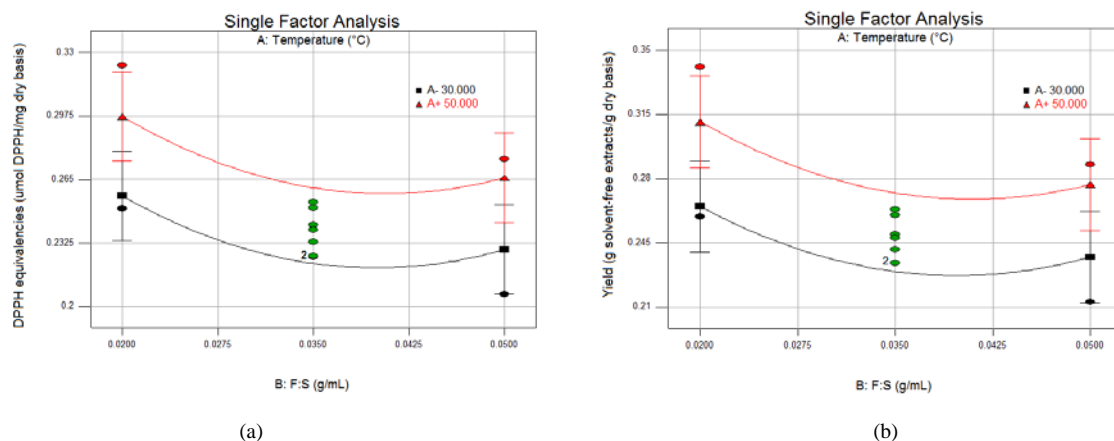 (a)
Single Factor Analysis
A: Temperature (°C)
DPPH equivalencies (umol DPPH/mg dry basis)
0.33
0.2975
0.265
0.2325
0.2
A- 30.000
A+ 50.000
2
0.0200
0.0275
0.0350
0.0425
0.0500
B: F:S (g/mL)
(a)
(b)
Single Factor Analysis
A: Temperature (°C)
Yield (g solvent-free extracts/g dry basis)
0.35
0.315
0.28
0.245
0.21
A- 30.000
A+ 50.000
2
0.0200
0.0275
0.0350
0.0425
0.0500
B: F:S (g/mL)
(b)